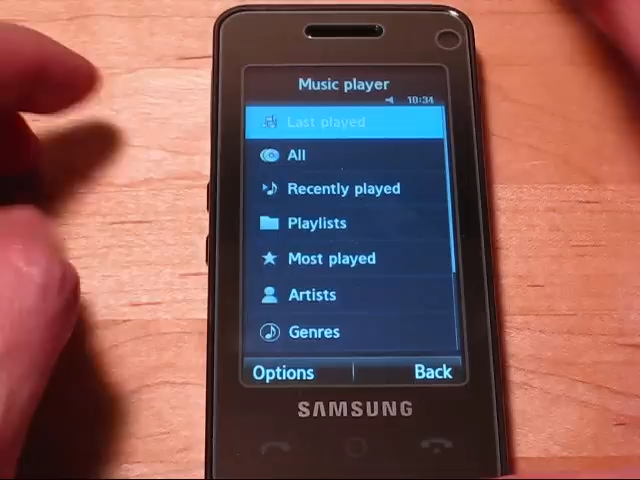 Music player
10:34
Last played
All
Recently played
Playlists
Most played
Artists
Genres
Options Back
SAMSUNG